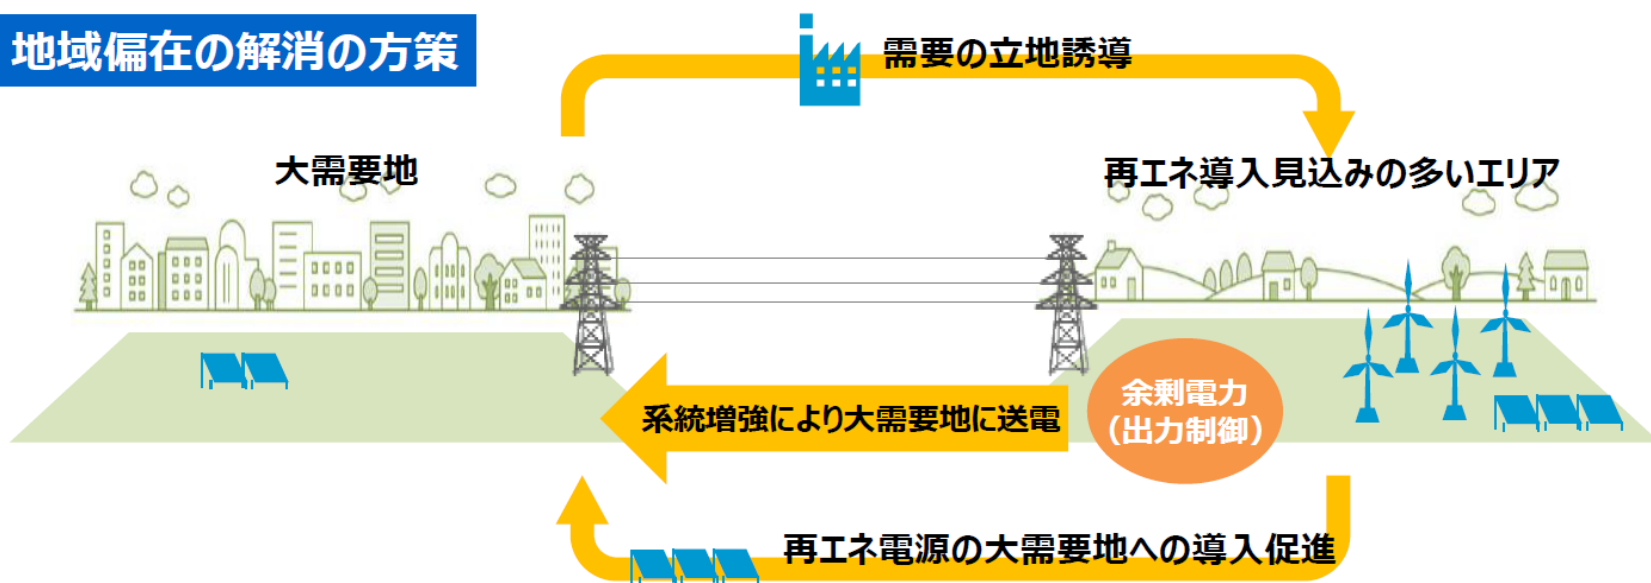 地域偏在の解消の方策
需要の立地誘導
大需要地
再エネ導入見込みの多いエリア
系統増強により大需要地に送電
余剰電力
（出力制御）
再エネ電源の大需要地への導入促進